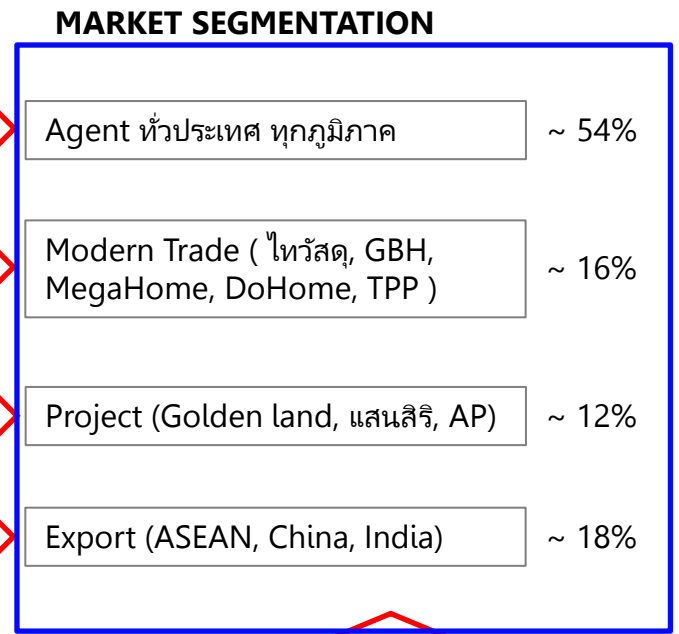 MARKET SEGMENTATION
Agent ทั่วประเทศ ทุกภูมิภาค ~ 54%
Modern Trade ( ไทวัสดุ, GBH,
MegaHome, DoHome, TPP ) ~ 16%
Project (Golden land, แสนสิริ, AP) ~ 12%
Export (ASEAN, China, India) ~ 18%